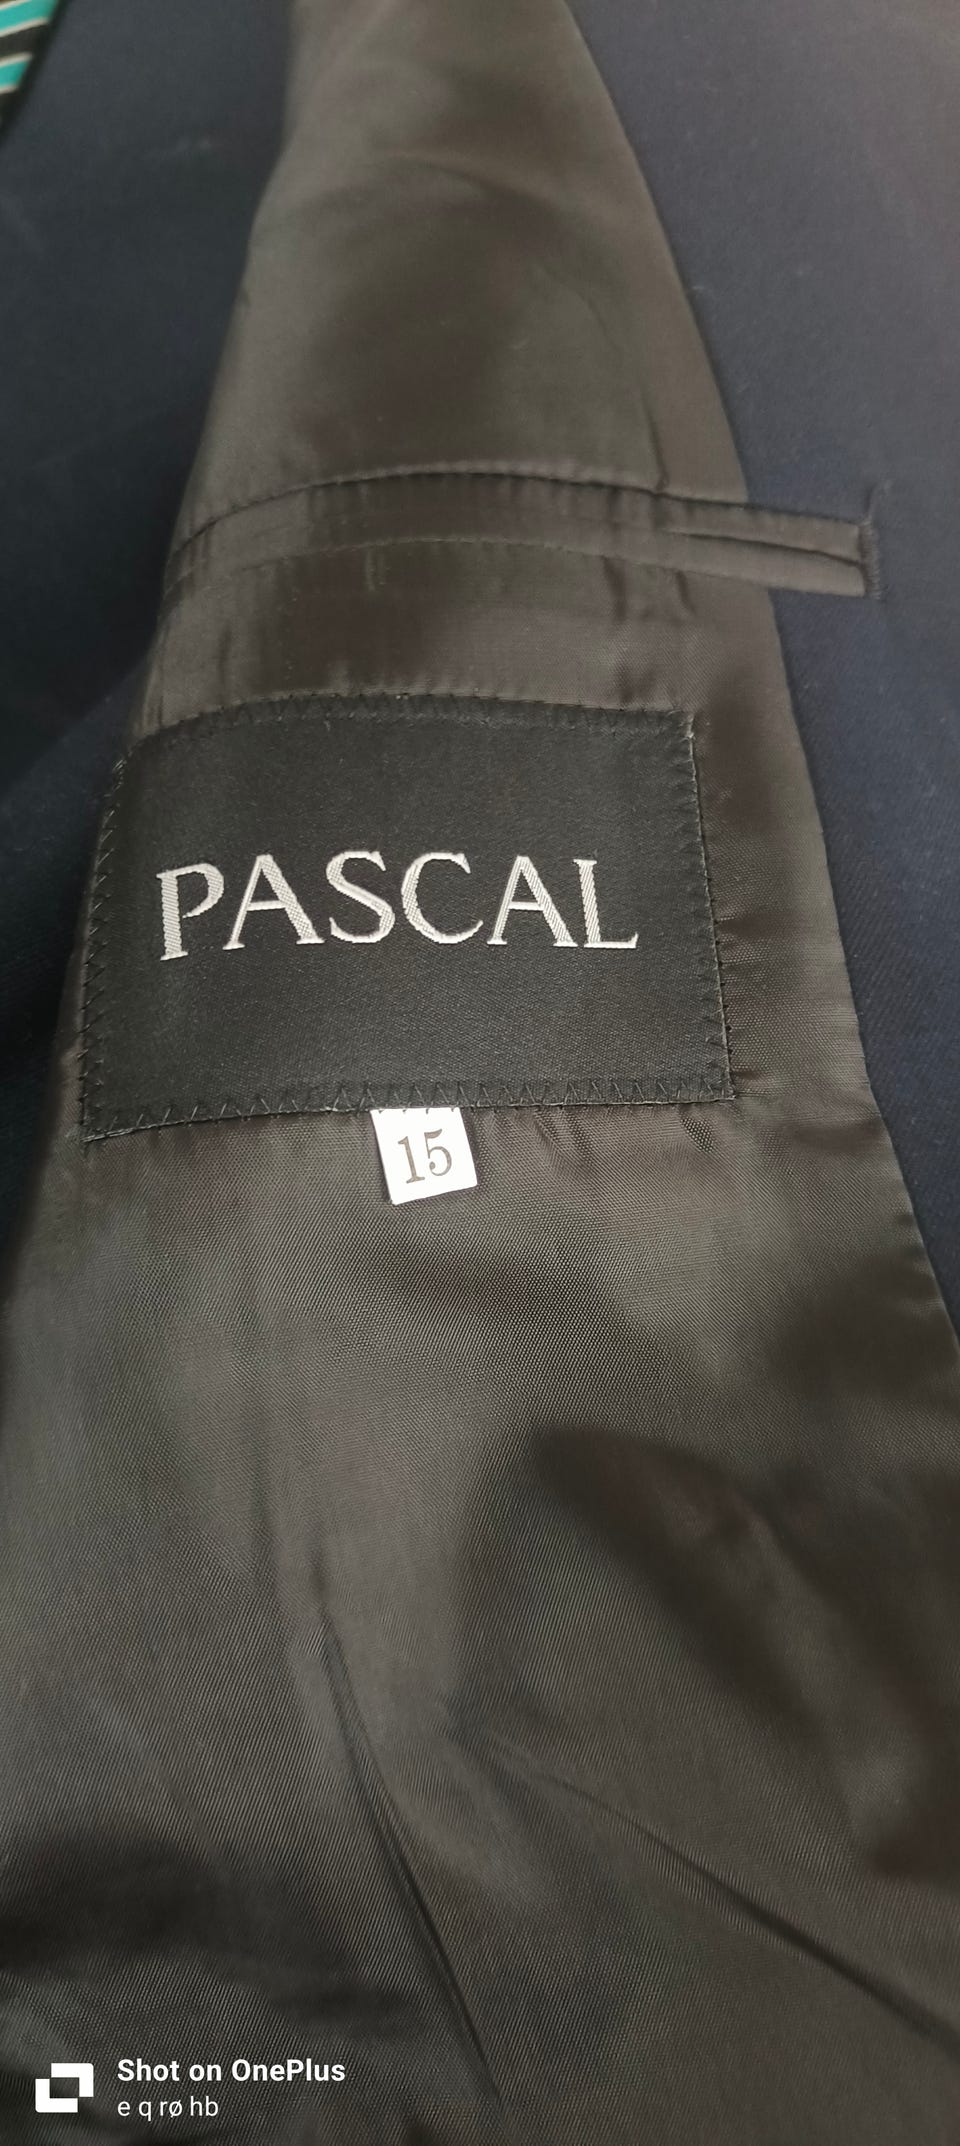 PASCAL
15
Shot on OnePlus
e q rø hb